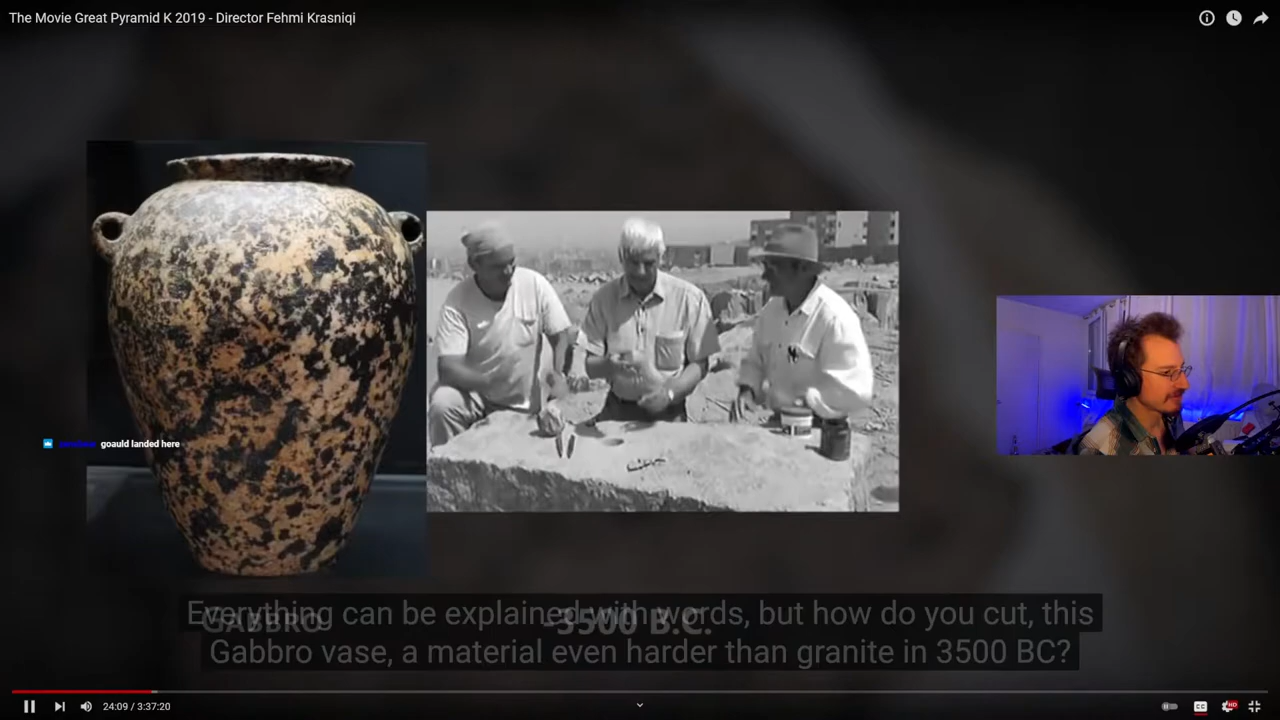 The Movie Great Pyramid K 2019 - Director Fehmi Krasniqi
goauld landed here
GABBRO
-3500 B.C.
Everything can be explained with words, but how do you cut, this
Gabbro vase, a material even harder than granite in 3500 BC?
24:09 / 3:37:20
CC
HD